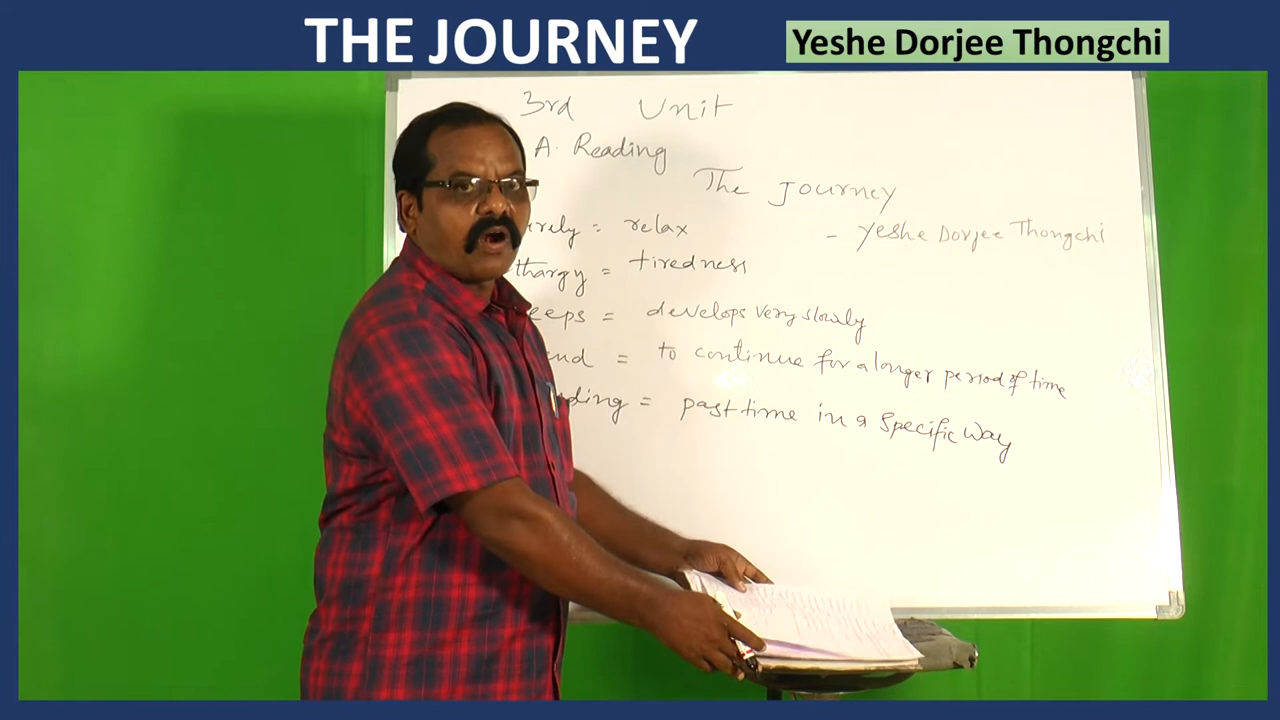 THE JOURNEY
Yeshe Dorjee Thongchi
3rd Unit
A. Reading
The Journey
= relax
- Yeshe Dorjee Thongchi
= tiredness
= develops very slowly
= to continue for a longer period of time
= past time in a specific way